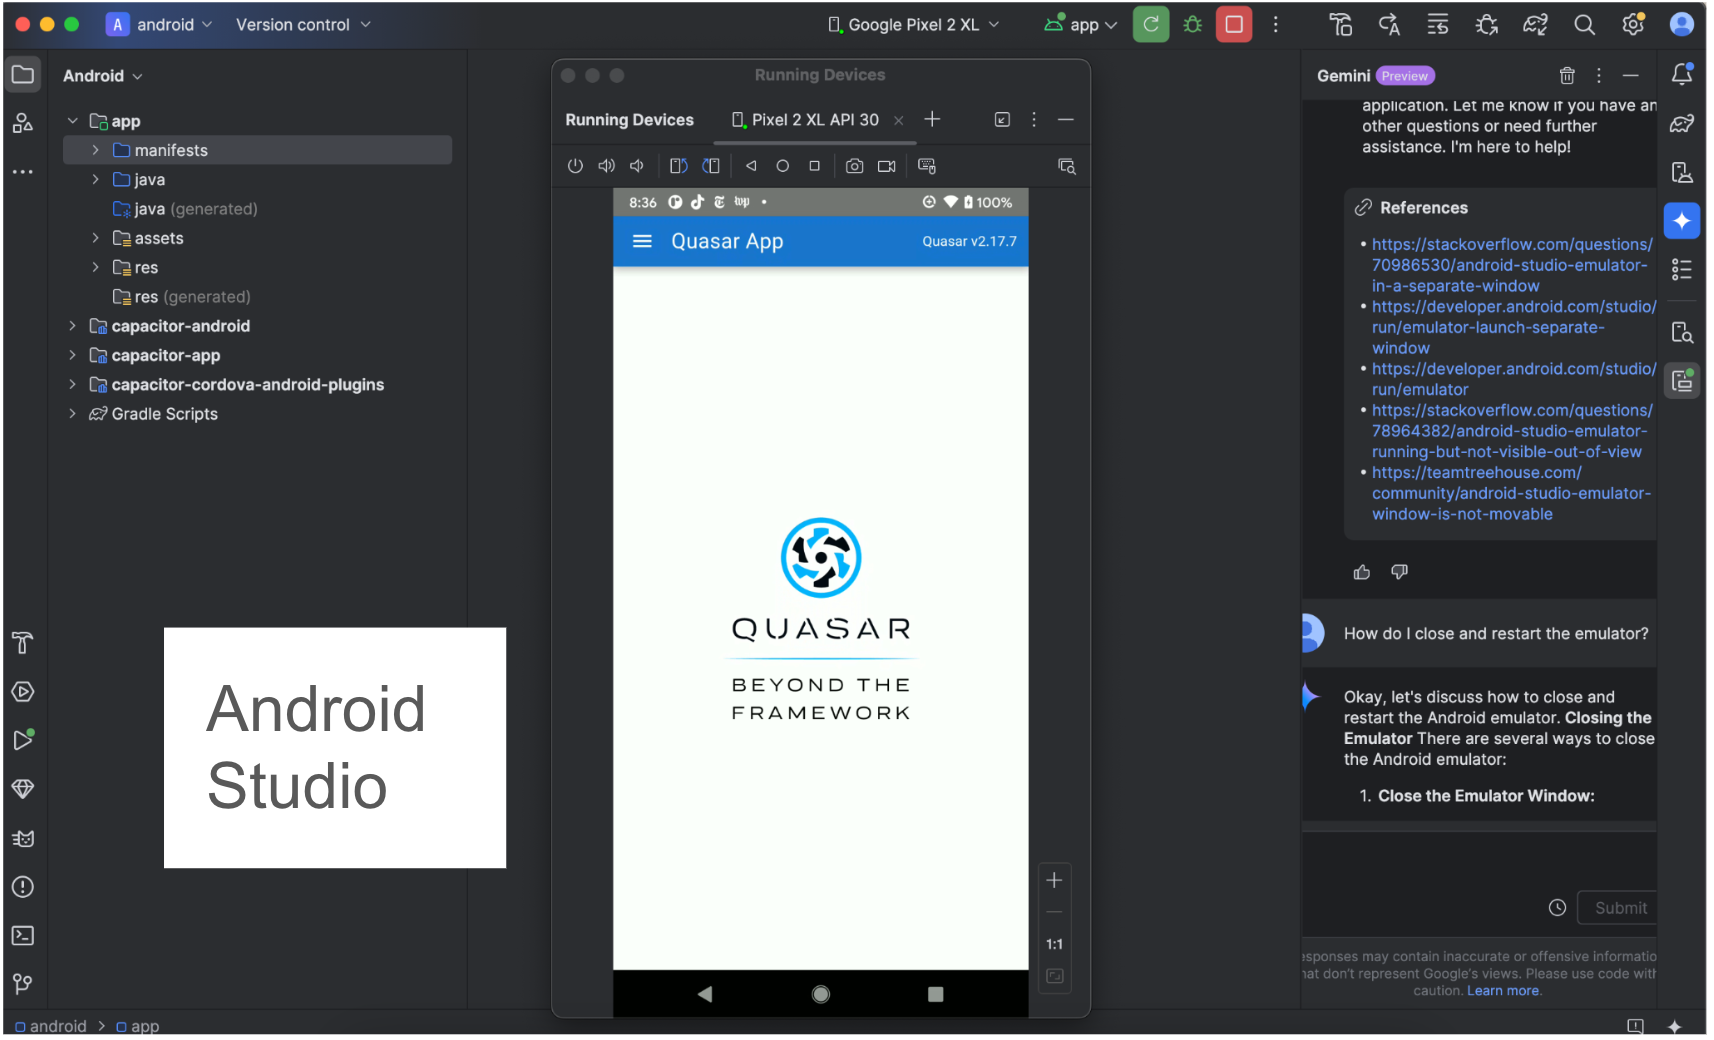 A android Version control Google Pixel 2 XL app
Android
app
manifests
java
java (generated)
assets
res
res (generated)
capacitor-android
capacitor-app
capacitor-cordova-android-plugins
Gradle Scripts
Android
Studio
Running Devices
Running Devices Pixel 2 XL API 30
8:36 100%
Quasar App Quasar v2.17.7
QUASAR
BEYOND THE
FRAMEWORK
1:1
Gemini Preview
application. Let me know if you have an
other questions or need further
assistance. I'm here to help!
References
• https://stackoverflow.com/questions/
70986530/android-studio-emulator-
in-a-separate-window
• https://developer.android.com/studio/
run/emulator-launch-separate-
window
• https://developer.android.com/studio/
run/emulator
• https://stackoverflow.com/questions/
78964382/android-studio-emulator-
running-but-not-visible-out-of-view
• https://teamtreehouse.com/
community/android-studio-emulator-
window-is-not-movable
How do I close and restart the emulator?
Okay, let's discuss how to close and
restart the Android emulator. Closing the
Emulator There are several ways to close
the Android emulator:
1. Close the Emulator Window:
Submit
esponses may contain inaccurate or offensive informatio
hat don't represent Google's views. Please use code with
caution. Learn more.
android > app